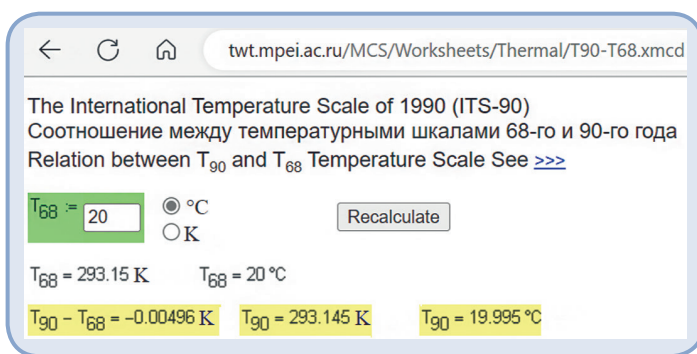 twt.mpei.ac.ru/MCS/Worksheets/Thermal/T90-T68.xmcd
The International Temperature Scale of 1990 (ITS-90)
Соотношение между температурными шкалами 68-го и 90-го года
Relation between T90 and T68 Temperature Scale See >>>
T68 := 20 °C
K
Recalculate
T68 = 293.15 K T68 = 20 °C
T90 − T68 = −0.00496 K T90 = 293.145 K T90 = 19.995 °C